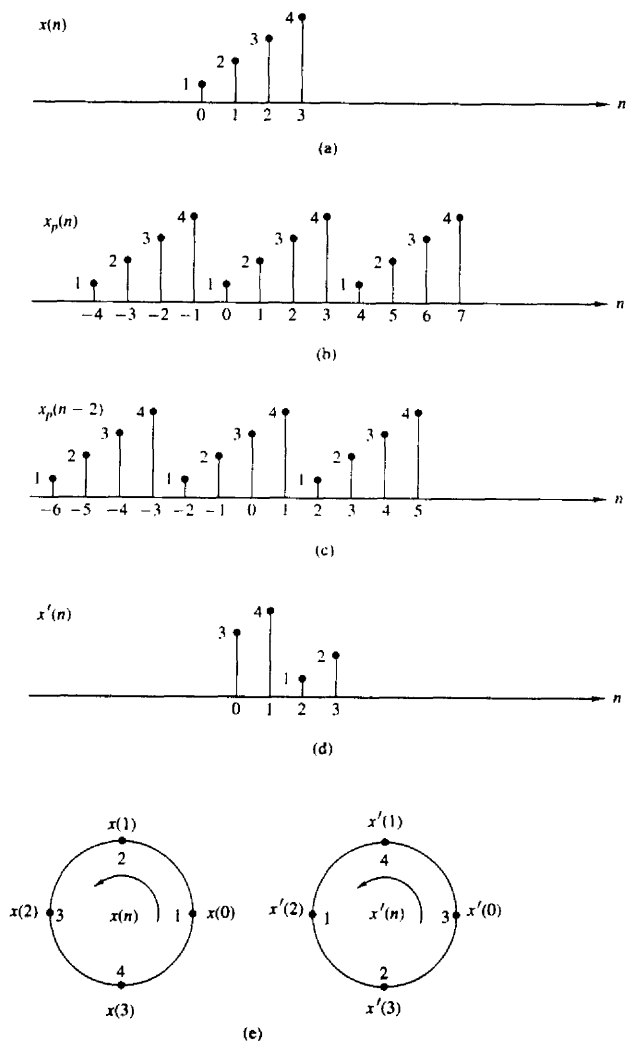 x(n)
4
3
2
1
0 1 2 3
n
(a)
x_p(n)
4 4 4
3 3 3
2 2 2
1 1 1
−4 −3 −2 −1 0 1 2 3 4 5 6 7
n
(b)
x_p(n − 2)
4 4 4
3 3 3
2 2 2
1 1 1
−6 −5 −4 −3 −2 −1 0 1 2 3 4 5
n
(c)
x′(n)
4
3
2
1
0 1 2 3
n
(d)
x(1)
2
x(2) 3 x(n) 1 x(0)
4
x(3)
x′(1)
4
x′(2) 1 x′(n) 3 x′(0)
2
x′(3)
(e)